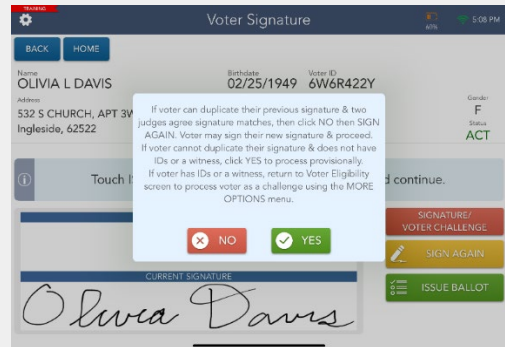 TRAINING
Voter Signature
60%
5:08 PM
BACK
HOME
Name
OLIVIA L DAVIS
Birthdate
02/25/1949
Voter ID
6W6R422Y
Address
532 S CHURCH, APT 3W
Ingleside, 62522
Gender
F
Status
ACT
If voter can duplicate their previous signature & two
judges agree signature matches, then click NO then SIGN
AGAIN. Voter may sign their new signature & proceed.
If voter cannot duplicate their signature & does not have
IDs or a witness, click YES to process provisionally.
If voter has IDs or a witness, return to Voter Eligibility
screen to process voter as a challenge using the MORE
OPTIONS menu.
NO
YES
Touch
d continue.
SIGNATURE/
VOTER CHALLENGE
SIGN AGAIN
ISSUE BALLOT
CURRENT SIGNATURE
Olivia Davis